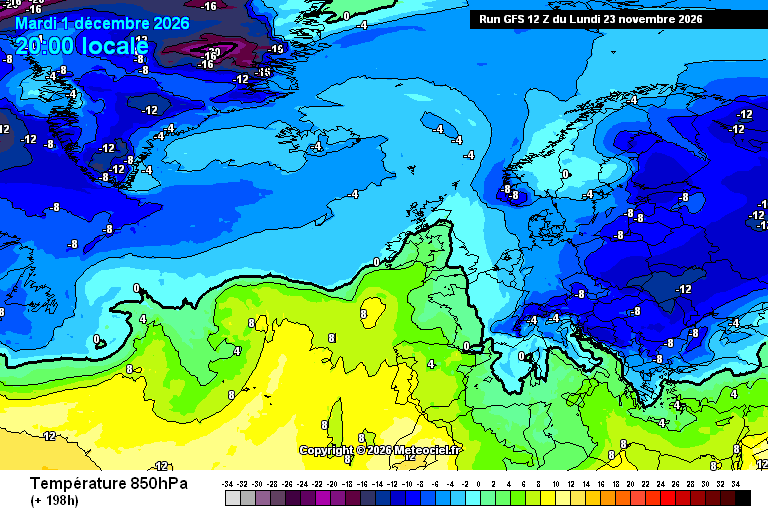 Mardi 1 décembre 2026
20:00 locale
Run GFS 12 Z du Lundi 23 novembre 2026
Copyright © 2026 Meteociel.fr
Température 850hPa
(+ 198h)
-34 -32 -30 -28 -26 -24 -22 -20 -18 -16 -14 -12 -10 -8 -6 -4 -2 0 2 4 6 8 10 12 14 16 18 20 22 24 26 28 30 32 34